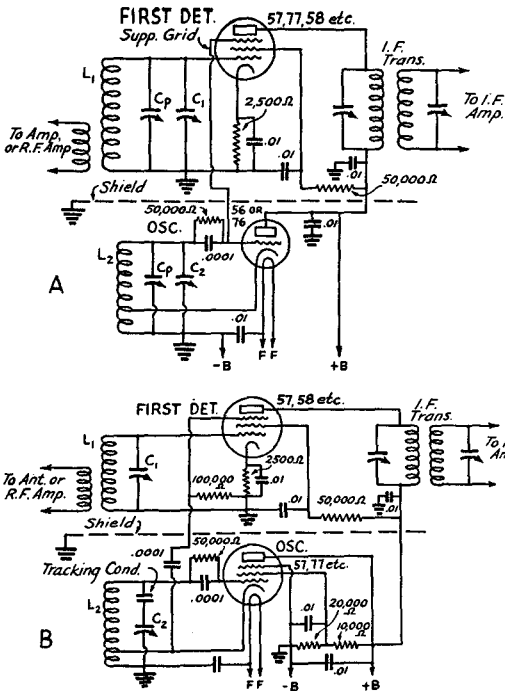 FIRST DET.
57,77,58 etc.
Supp. Grid
I.F.
Trans.
L1
Cp
C1
2,500Ω
.01
.01
.01
To I.F.
Amp.
To Amp.
or R.F. Amp
50,000Ω
Shield
50,000Ω
56 OR
76
OSC.
.0001
.01
L2
Cp
C2
A
.01
-B
F F
+B
FIRST DET.
57,58 etc.
I.F.
Trans.
L1
C1
2500Ω
100,000
Ω
.01
.01
.01
50,000Ω
To Ant. or
R.F. Amp.
Shield
.0001
50,000Ω
OSC.
57,77 etc.
Tracking Cond.
.0001
L2
C2
.01
20,000
Ω
10,000
Ω
B
.01
F F
-B
+B